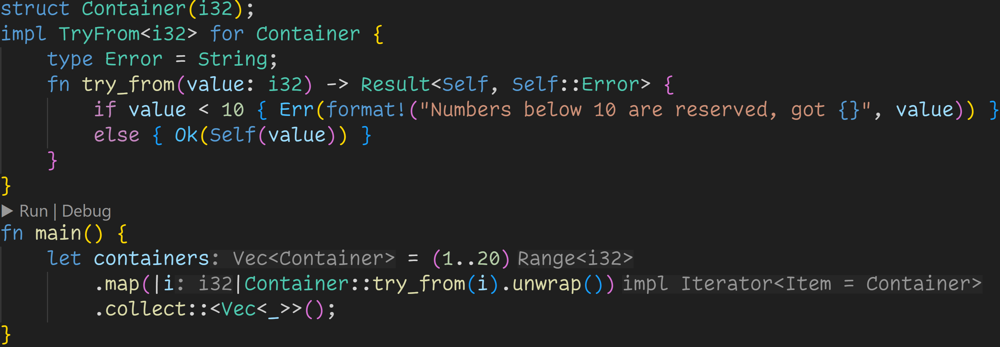 struct Container(i32);
impl TryFrom<i32> for Container {
    type Error = String;
    fn try_from(value: i32) -> Result<Self, Self::Error> {
        if value < 10 { Err(format!("Numbers below 10 are reserved, got {}", value)) }
        else { Ok(Self(value)) }
    }
}
▶ Run | Debug
fn main() {
    let containers: Vec<Container> = (1..20) Range<i32>
        .map(|i: i32|Container::try_from(i).unwrap()) impl Iterator<Item = Container>
        .collect::<Vec<_>>();
}